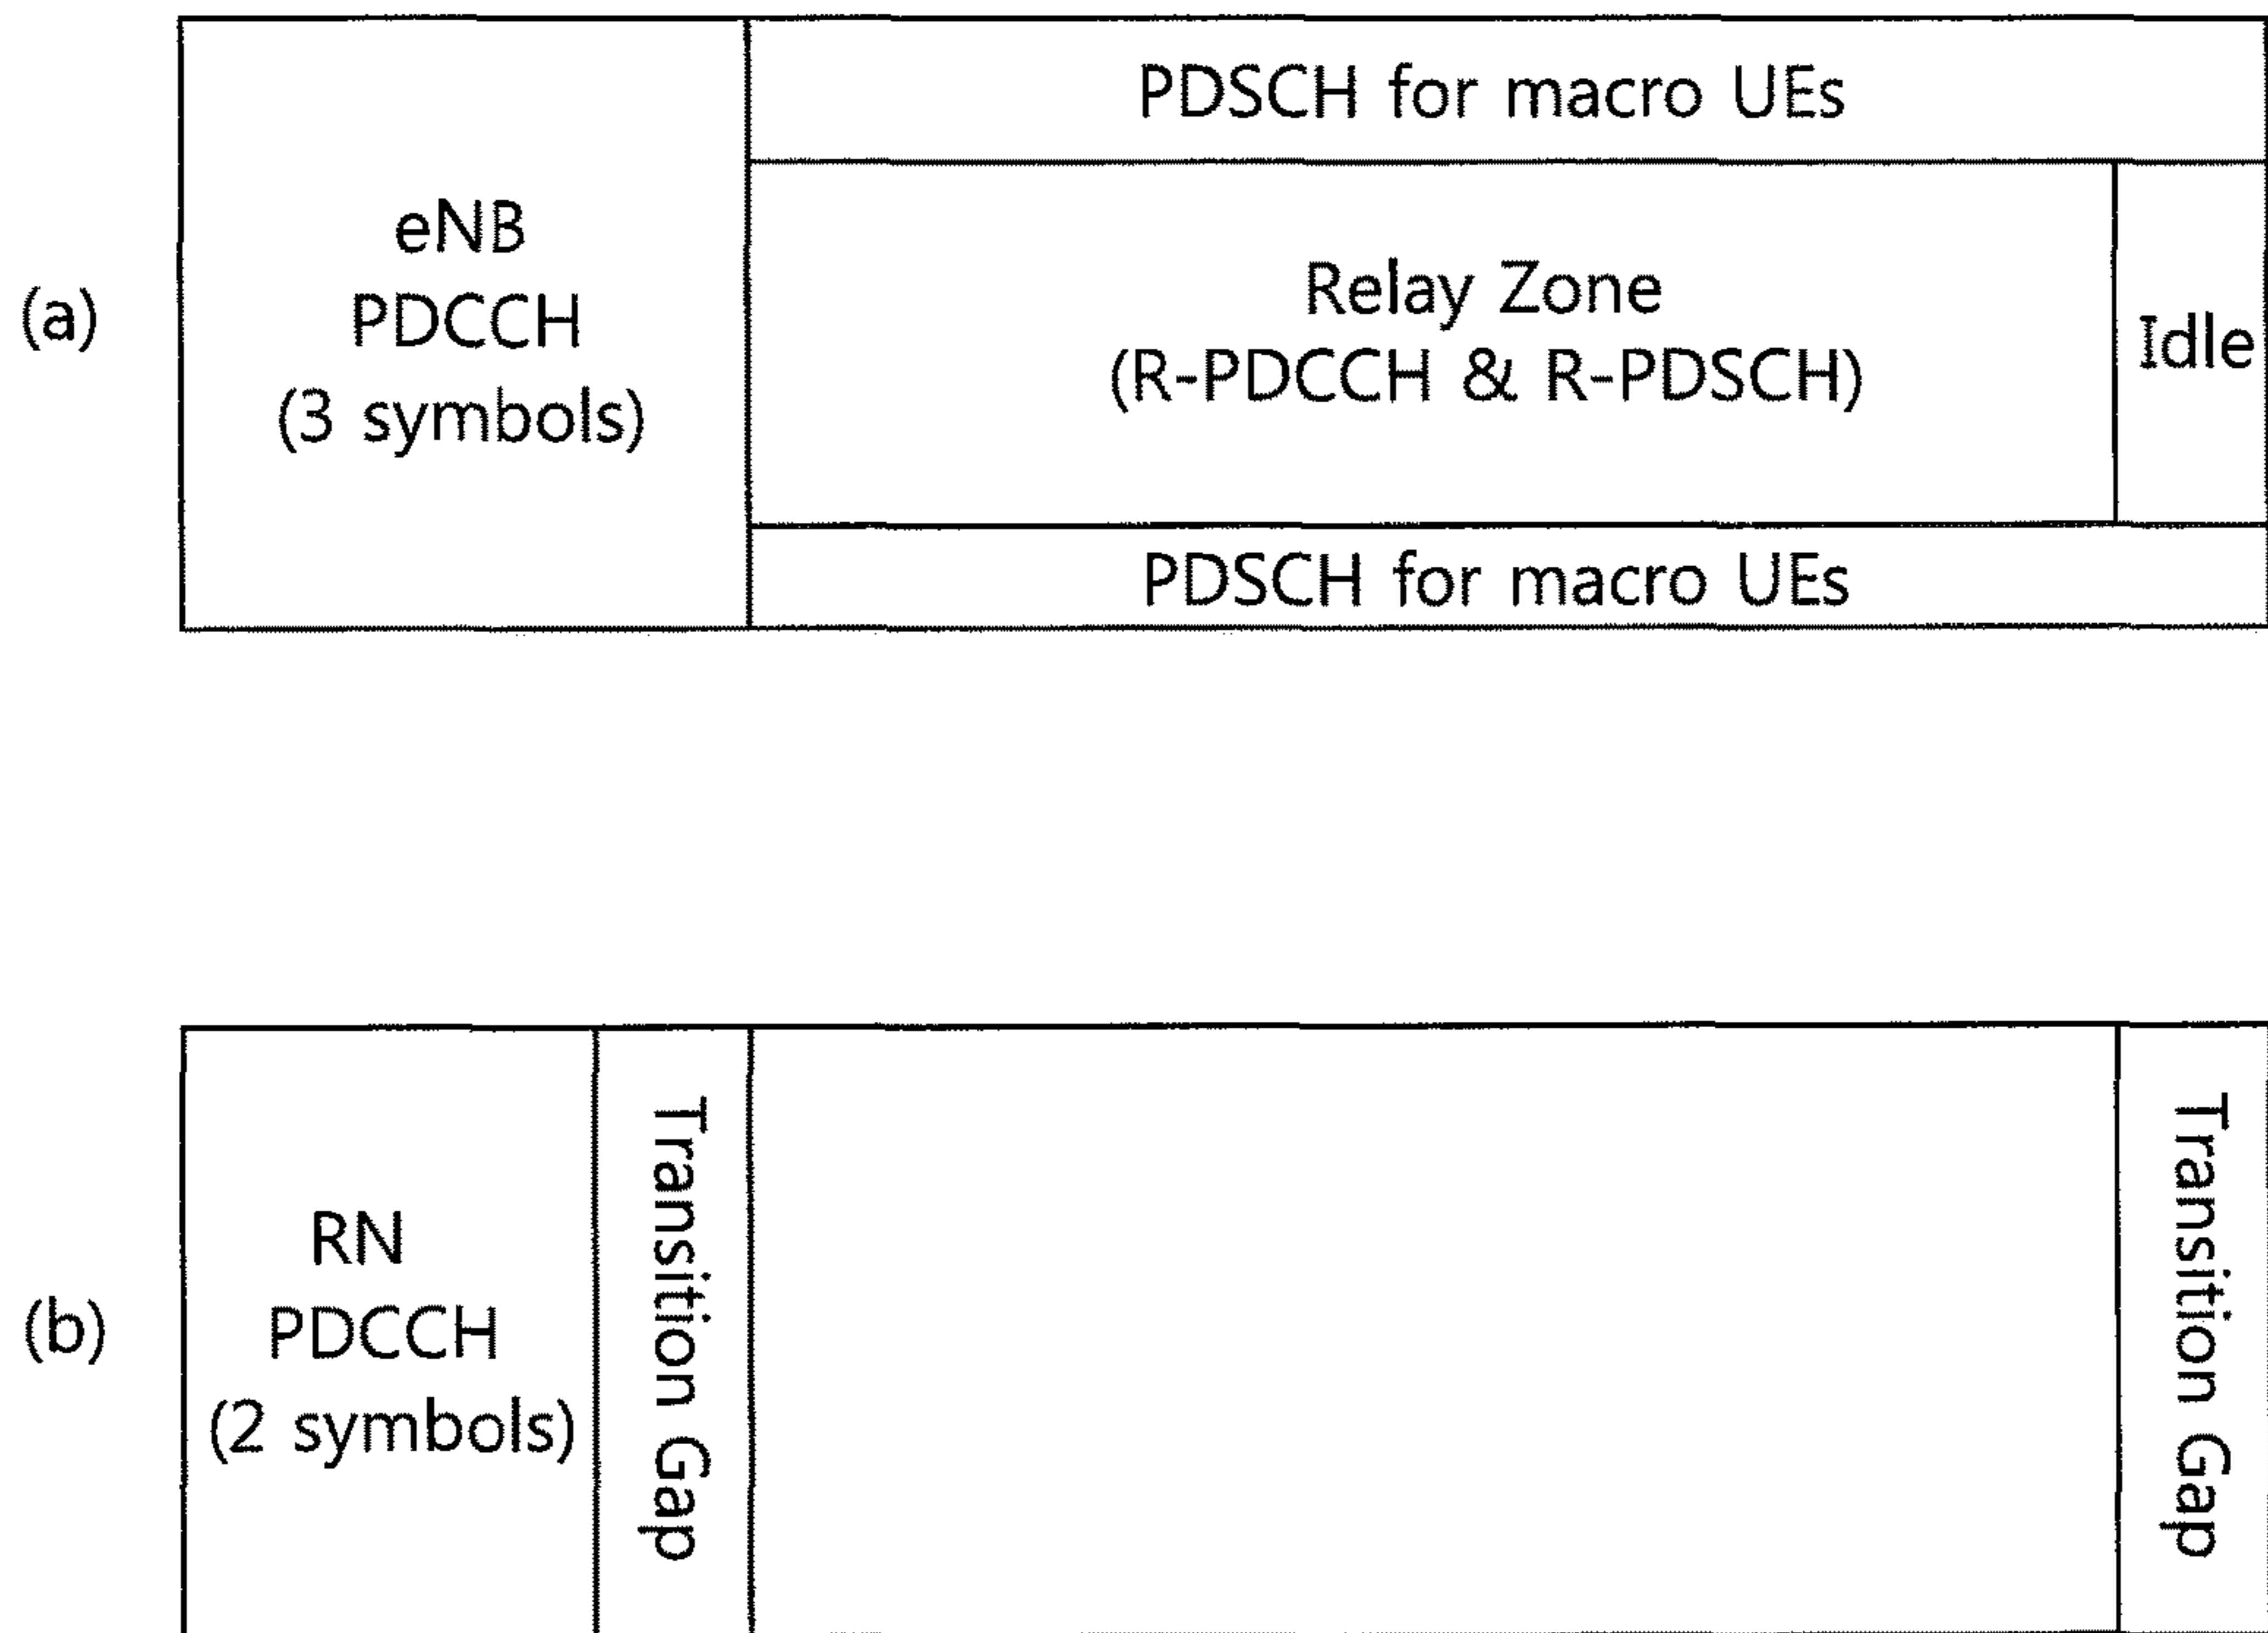 PDSCH for macro UEs
(a)
eNB
PDCCH
(3 symbols)
Relay Zone
(R-PDCCH & R-PDSCH)
Idle
PDSCH for macro UEs
(b)
RN
PDCCH
(2 symbols)
Transition Gap
Transition Gap